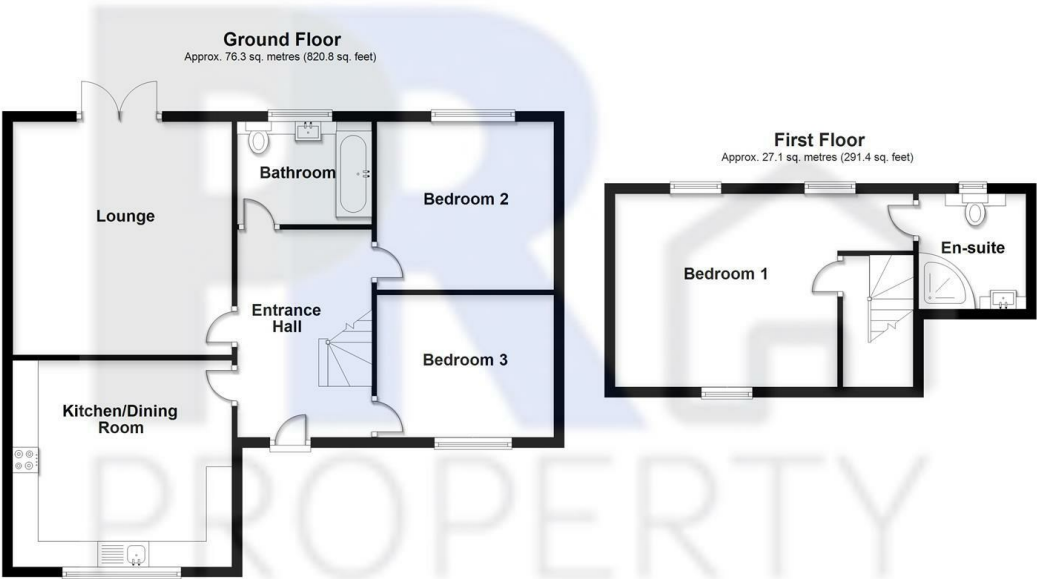 Ground Floor
Approx. 76.3 sq. metres (820.8 sq. feet)
First Floor
Approx. 27.1 sq. metres (291.4 sq. feet)
Bathroom
Bedroom 2
Lounge
En-suite
Bedroom 1
Entrance
Hall
Bedroom 3
Kitchen/Dining
Room
PR
PROPERTY